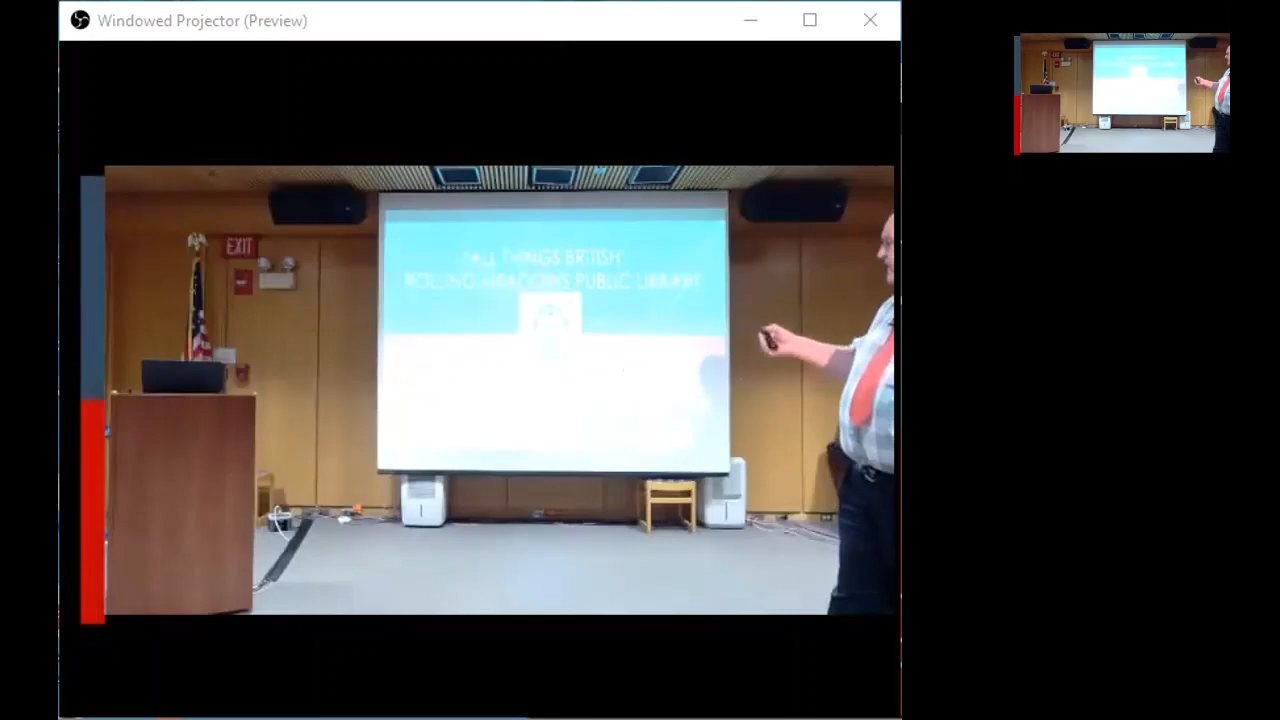 Windowed Projector (Preview)
EXIT
"ALL THINGS BRITISH"
ROLLING MEADOWS PUBLIC LIBRARY